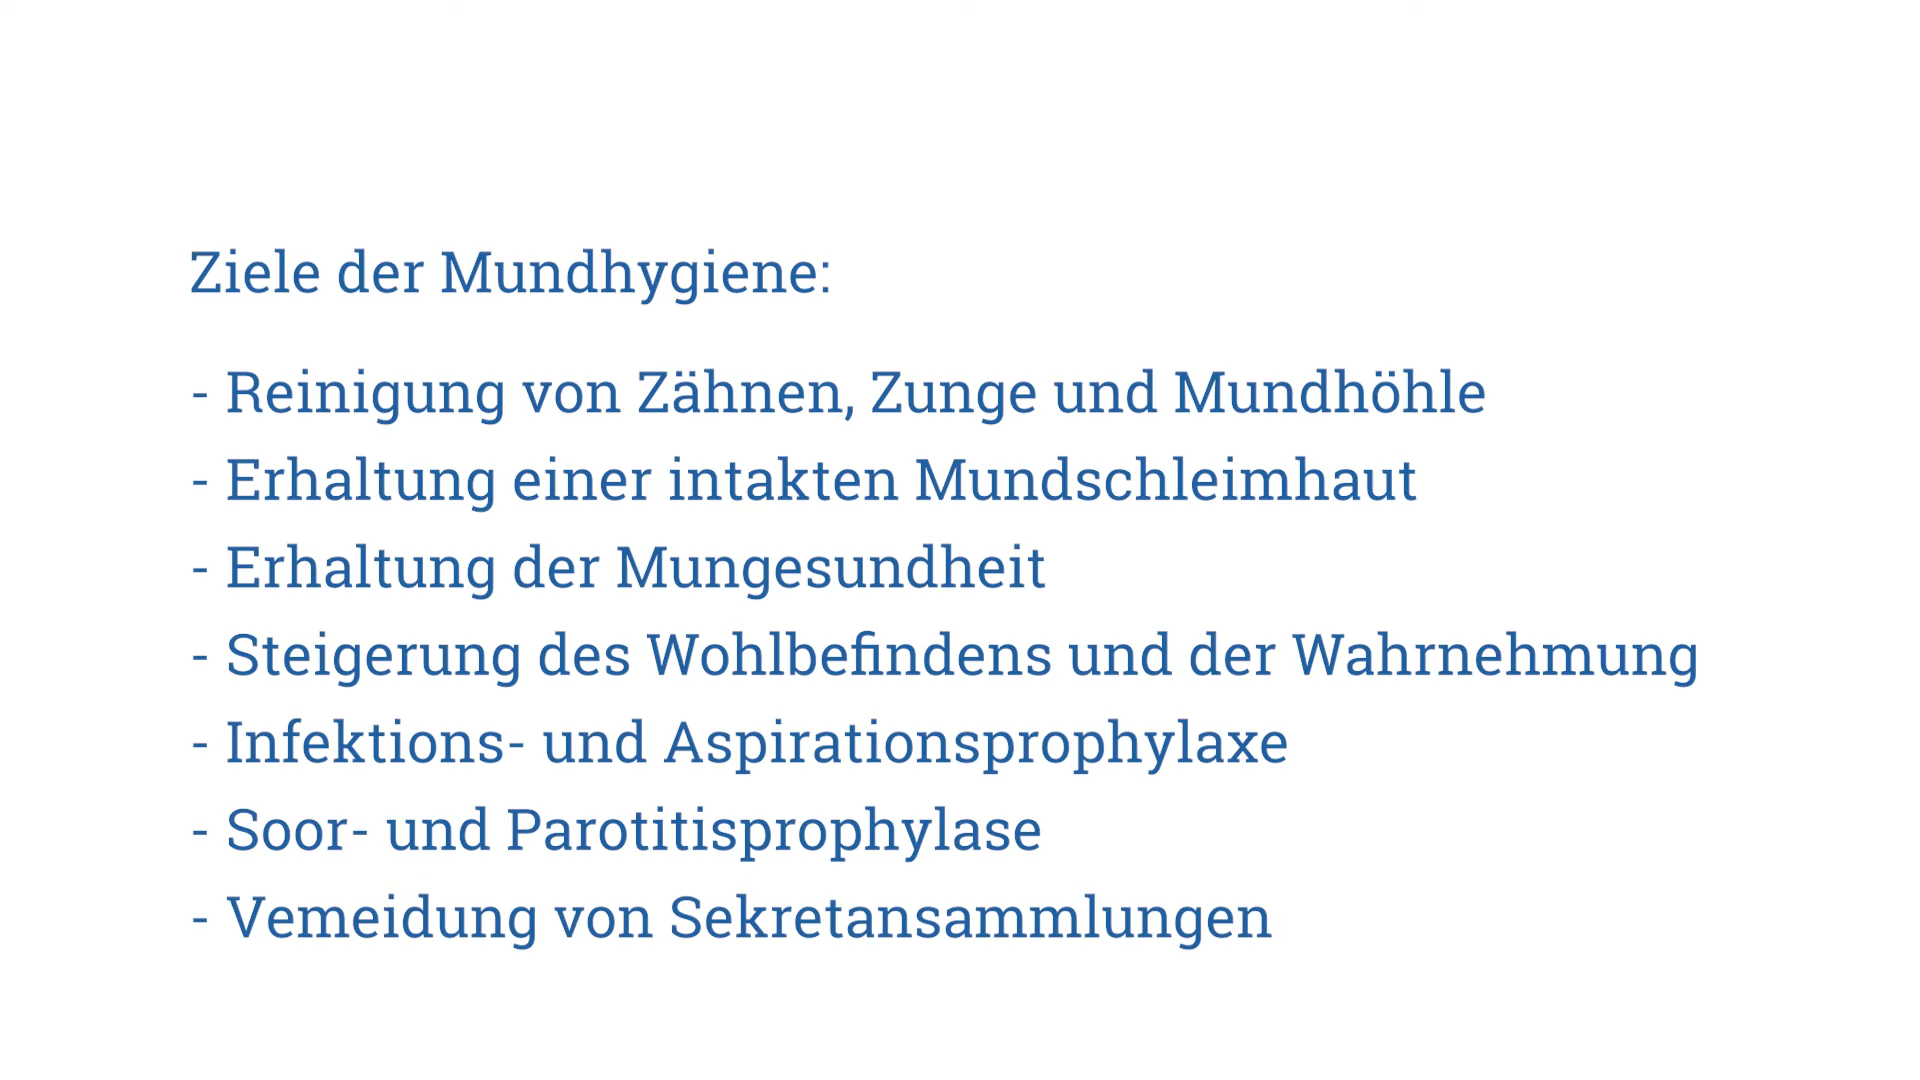 Ziele der Mundhygiene:
- Reinigung von Zähnen, Zunge und Mundhöhle
- Erhaltung einer intakten Mundschleimhaut
- Erhaltung der Mungesundheit
- Steigerung des Wohlbefindens und der Wahrnehmung
- Infektions- und Aspirationsprophylaxe
- Soor- und Parotitisprophylase
- Vemeidung von Sekretansammlungen